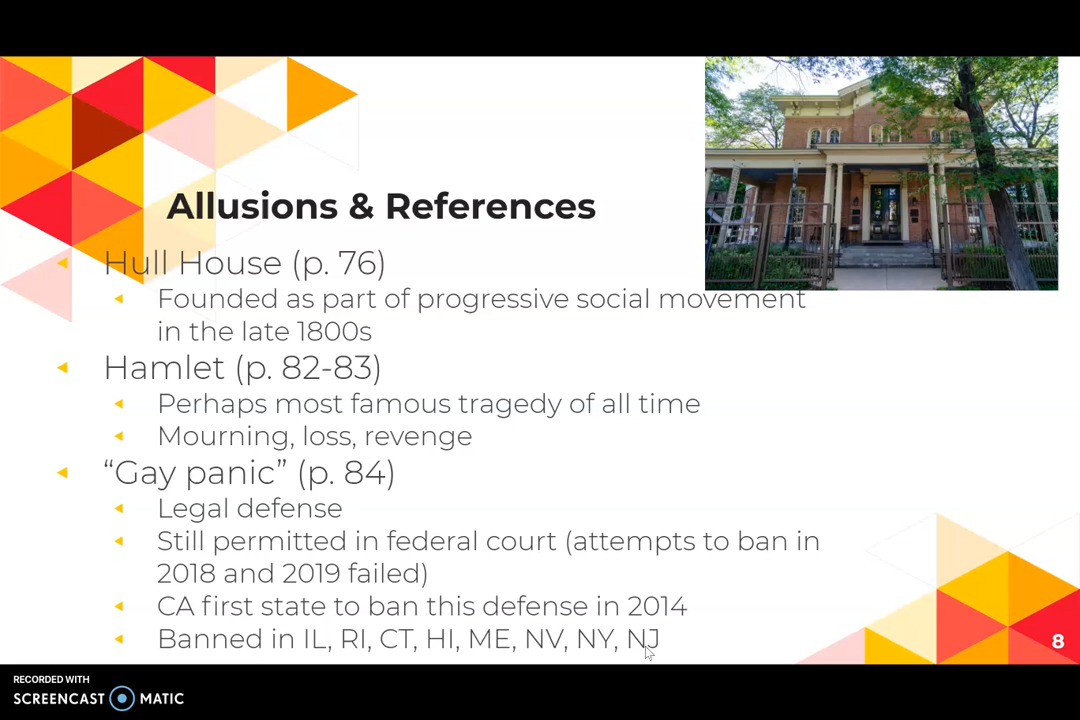 Allusions & References
Hull House (p. 76)
Founded as part of progressive social movement
in the late 1800s
Hamlet (p. 82-83)
Perhaps most famous tragedy of all time
Mourning, loss, revenge
“Gay panic” (p. 84)
Legal defense
Still permitted in federal court (attempts to ban in
2018 and 2019 failed)
CA first state to ban this defense in 2014
Banned in IL, RI, CT, HI, ME, NV, NY, NJ
8
RECORDED WITH
SCREENCAST MATIC